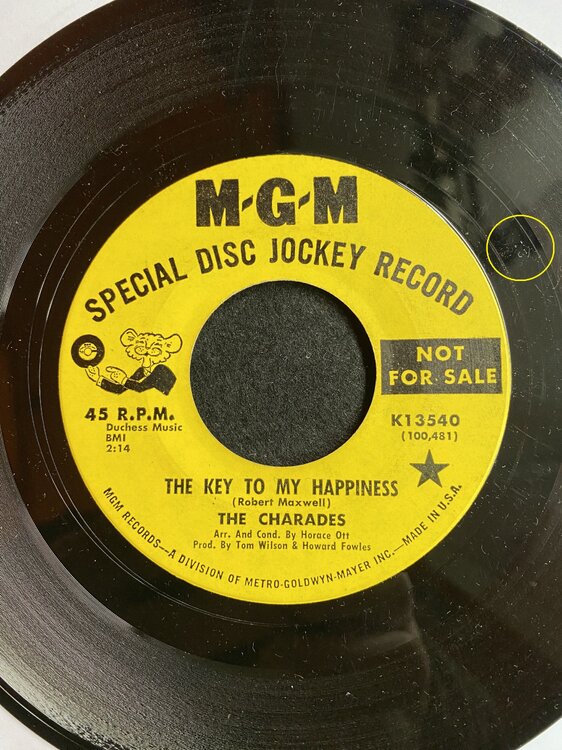 M-G-M
SPECIAL DISC JOCKEY RECORD
NOT
FOR SALE
45 R.P.M.
Duchess Music
BMI
2:14
K13540
(100,481)
THE KEY TO MY HAPPINESS
(Robert Maxwell)
THE CHARADES
Arr. And Cond. By Horace Ott
Prod. By Tom Wilson & Howard Fowles
MGM RECORDS—A DIVISION OF METRO-GOLDWYN-MAYER INC.—MADE IN U.S.A.